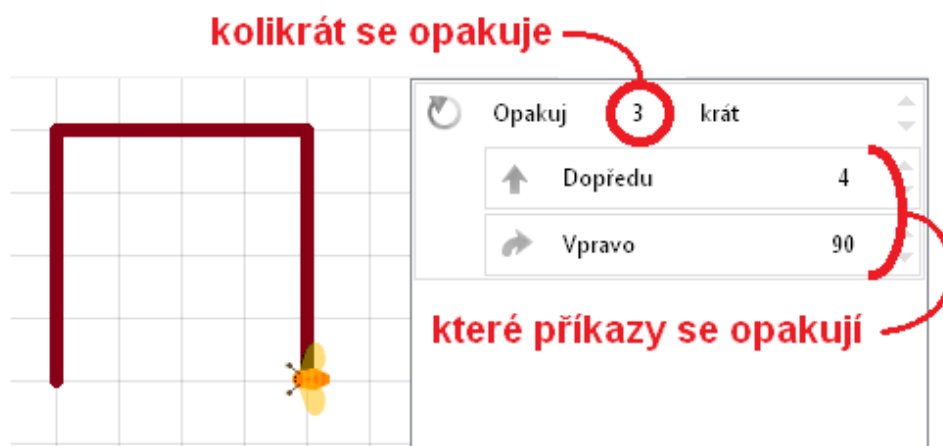 kolikrát se opakuje
Opakuj 3 krát
Dopředu 4
Vpravo 90
které příkazy se opakují